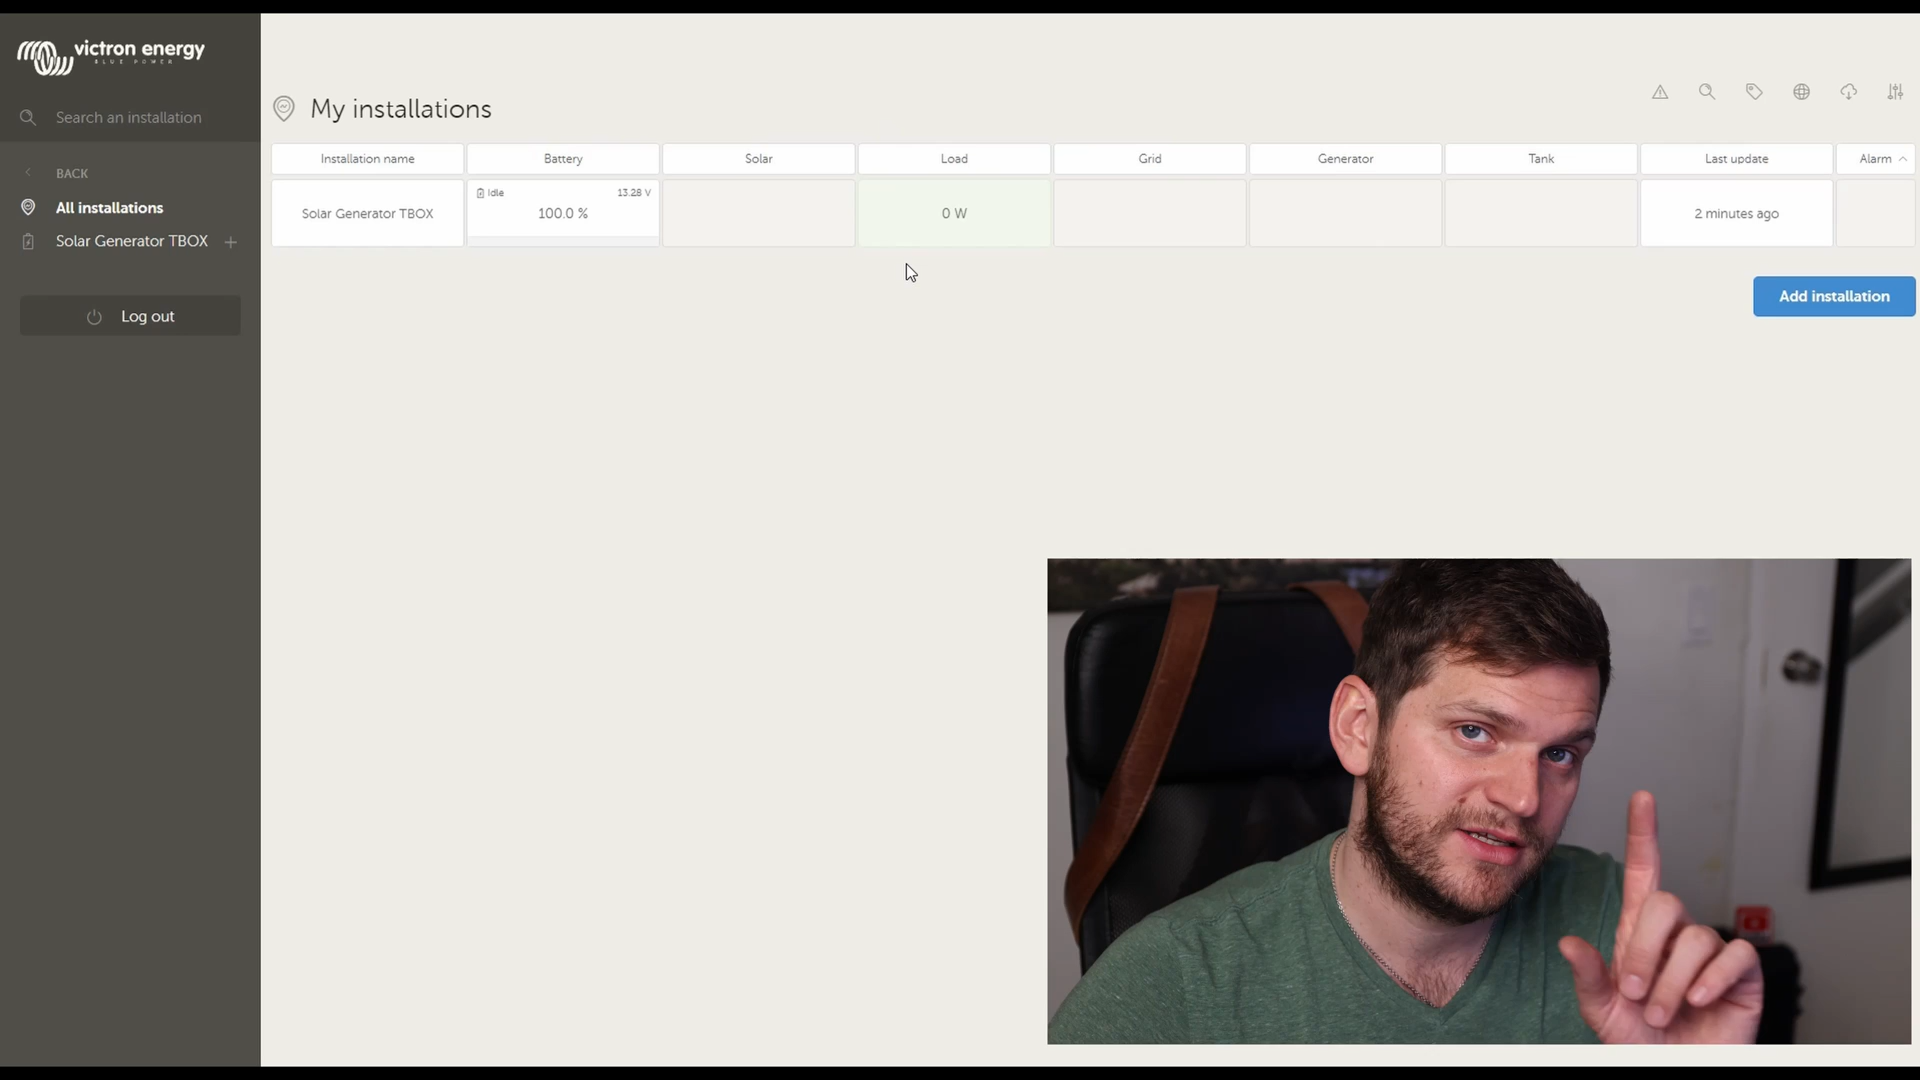 victron energy
BLUE POWER
Search an installation
BACK
All installations
Solar Generator TBOX
Log out
My installations
Installation name Battery Solar Load Grid Generator Tank Last update Alarm
Idle 13.28 V
Solar Generator TBOX 100.0 % 0 W 2 minutes ago
Add installation